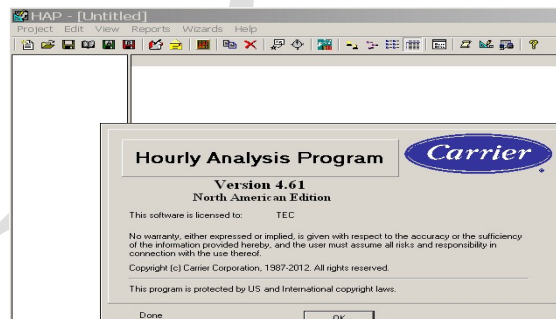 HAP - [Untitled]
Project Edit View Reports Wizards Help
Hourly Analysis Program
Carrier
Version 4.61
North American Edition
This software is licensed to: TEC
No warranty, either expressed or implied, is given with respect to the accuracy or the sufficiency
of the information provided hereby, and the user must assume all risks and responsibility in
connection with the use thereof.
Copyright (c) Carrier Corporation, 1987-2012. All rights reserved.
This program is protected by US and International copyright laws.
Done
OK